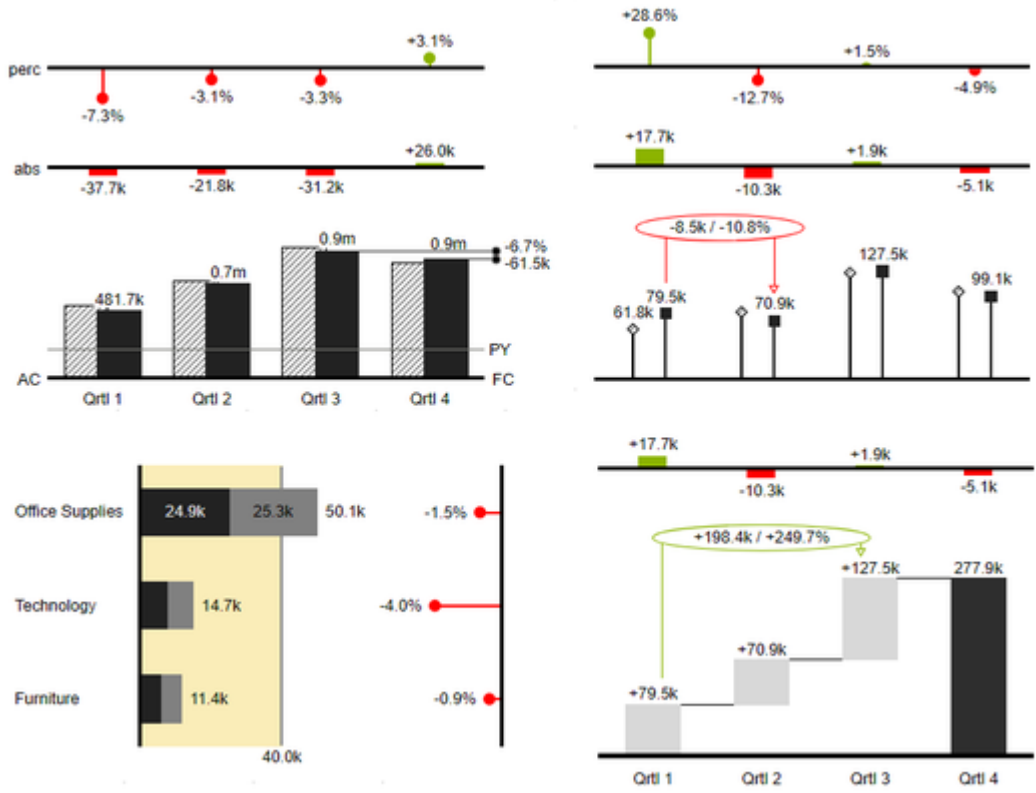 +3.1%
perc
-7.3%
-3.1%
-3.3%
+26.0k
abs
-37.7k
-21.8k
-31.2k
481.7k
0.7m
0.9m
0.9m
-6.7%
-61.5k
PY
AC
FC
Qrtl 1
Qrtl 2
Qrtl 3
Qrtl 4
+28.6%
-12.7%
+1.5%
-4.9%
+17.7k
-10.3k
+1.9k
-5.1k
-8.5k / -10.8%
61.8k
79.5k
70.9k
127.5k
99.1k
Office Supplies
24.9k
25.3k
50.1k
-1.5%
Technology
14.7k
-4.0%
Furniture
11.4k
-0.9%
40.0k
+17.7k
-10.3k
+1.9k
-5.1k
+198.4k / +249.7%
+79.5k
+70.9k
+127.5k
277.9k
Qrtl 1
Qrtl 2
Qrtl 3
Qrtl 4